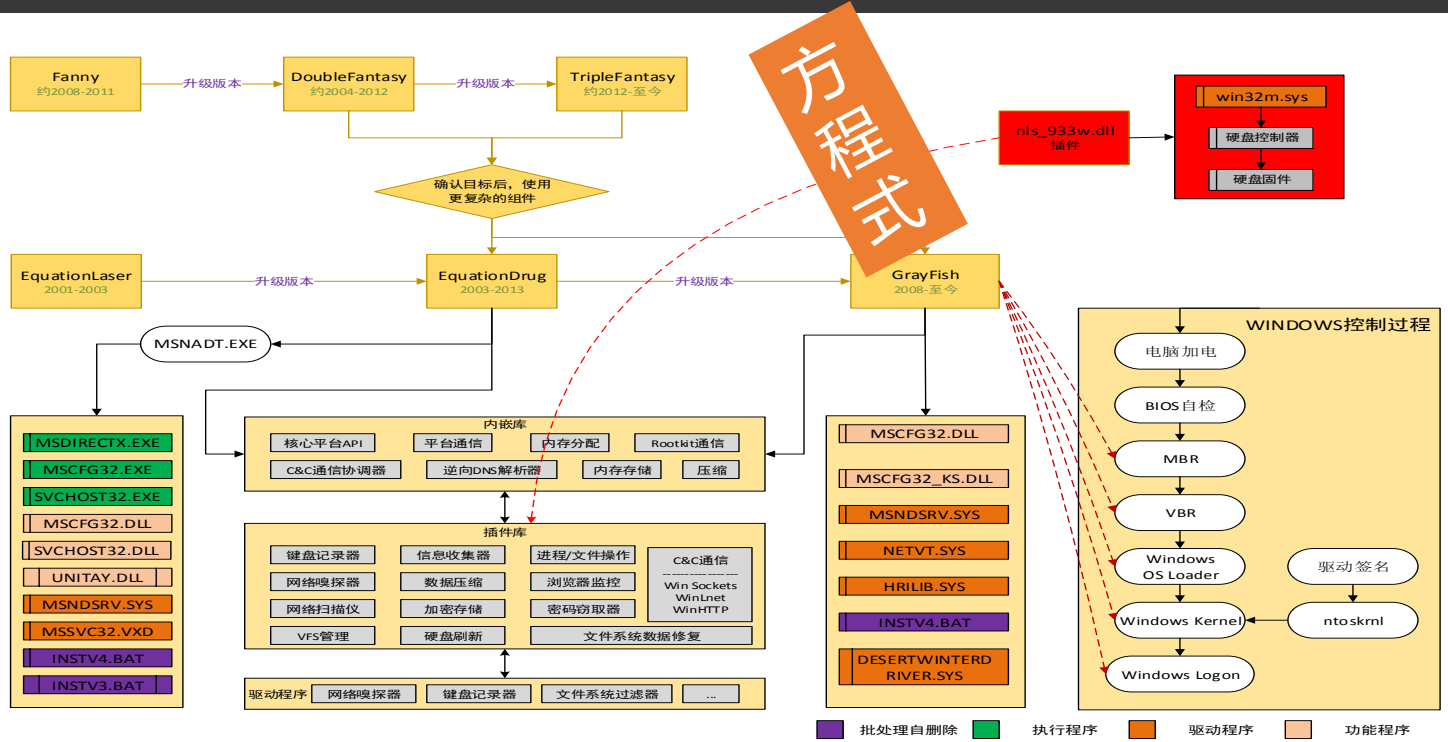 方程式
Fanny
约2008-2011
升级版本
DoubleFantasy
约2004-2012
升级版本
TripleFantasy
约2012-至今
nls_933w.dll
插件
win32m.sys
硬盘控制器
硬盘固件
确认目标后，使用
更复杂的组件
EquationLaser
2001-2003
升级版本
EquationDrug
2003-2013
升级版本
GrayFish
2008-至今
MSNADT.EXE
MSDIRECTX.EXE
MSCFG32.EXE
SVCHOST32.EXE
MSCFG32.DLL
SVCHOST32.DLL
UNITAY.DLL
MSNDSRV.SYS
MSSVC32.VXD
INSTV4.BAT
INSTV3.BAT
内嵌库
核心平台API
平台通信
内存分配
Rootkit通信
C&C通信协调器
逆向DNS解析器
内存存储
压缩
插件库
键盘记录器
信息收集器
进程/文件操作
网络嗅探器
数据压缩
浏览器监控
网络扫描仪
加密存储
密码窃取器
VFS管理
硬盘刷新
文件系统数据修复
C&C通信
----------------
Win Sockets
WinLnet
WinHTTP
驱动程序
网络嗅探器
键盘记录器
文件系统过滤器
...
MSCFG32.DLL
MSCFG32_KS.DLL
MSNDSRV.SYS
NETVT.SYS
HRILIB.SYS
INSTV4.BAT
DESERTWINTERD
RIVER.SYS
WINDOWS控制过程
电脑加电
BIOS自检
MBR
VBR
Windows
OS Loader
驱动签名
Windows Kernel
ntoskrnl
Windows Logon
批处理自删除
执行程序
驱动程序
功能程序